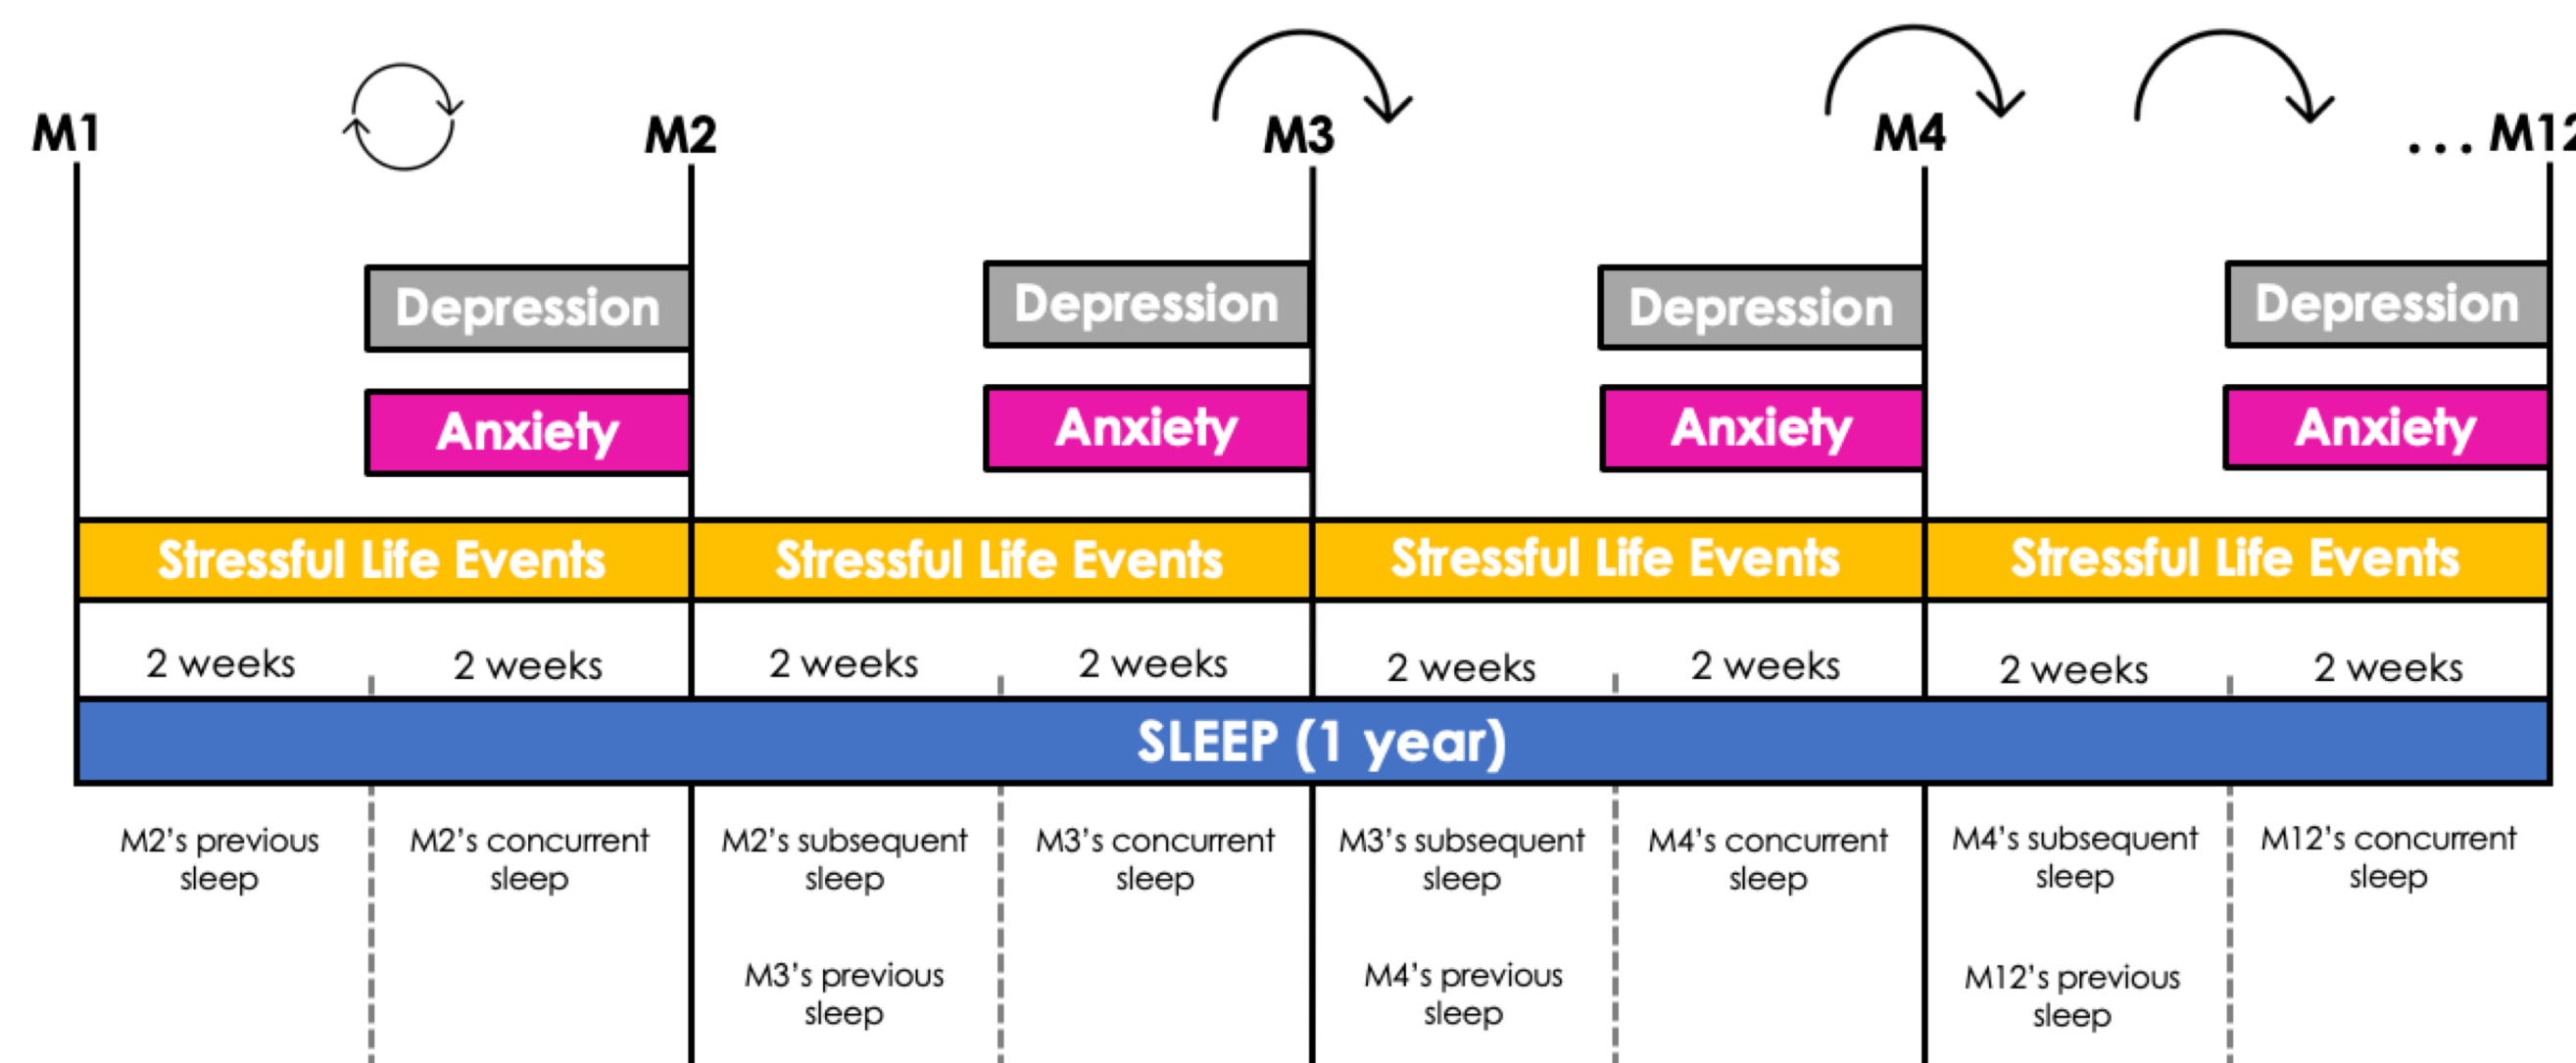 M1
M2
M3
M4
... M12
Depression
Depression
Depression
Depression
Anxiety
Anxiety
Anxiety
Anxiety
Stressful Life Events
Stressful Life Events
Stressful Life Events
Stressful Life Events
2 weeks
2 weeks
2 weeks
2 weeks
2 weeks
2 weeks
2 weeks
2 weeks
SLEEP (1 year)
M2's previous
sleep
M2's concurrent
sleep
M2's subsequent
sleep
M3's concurrent
sleep
M3's subsequent
sleep
M4's concurrent
sleep
M4's subsequent
sleep
M12's concurrent
sleep
M3's previous
sleep
M4's previous
sleep
M12's previous
sleep